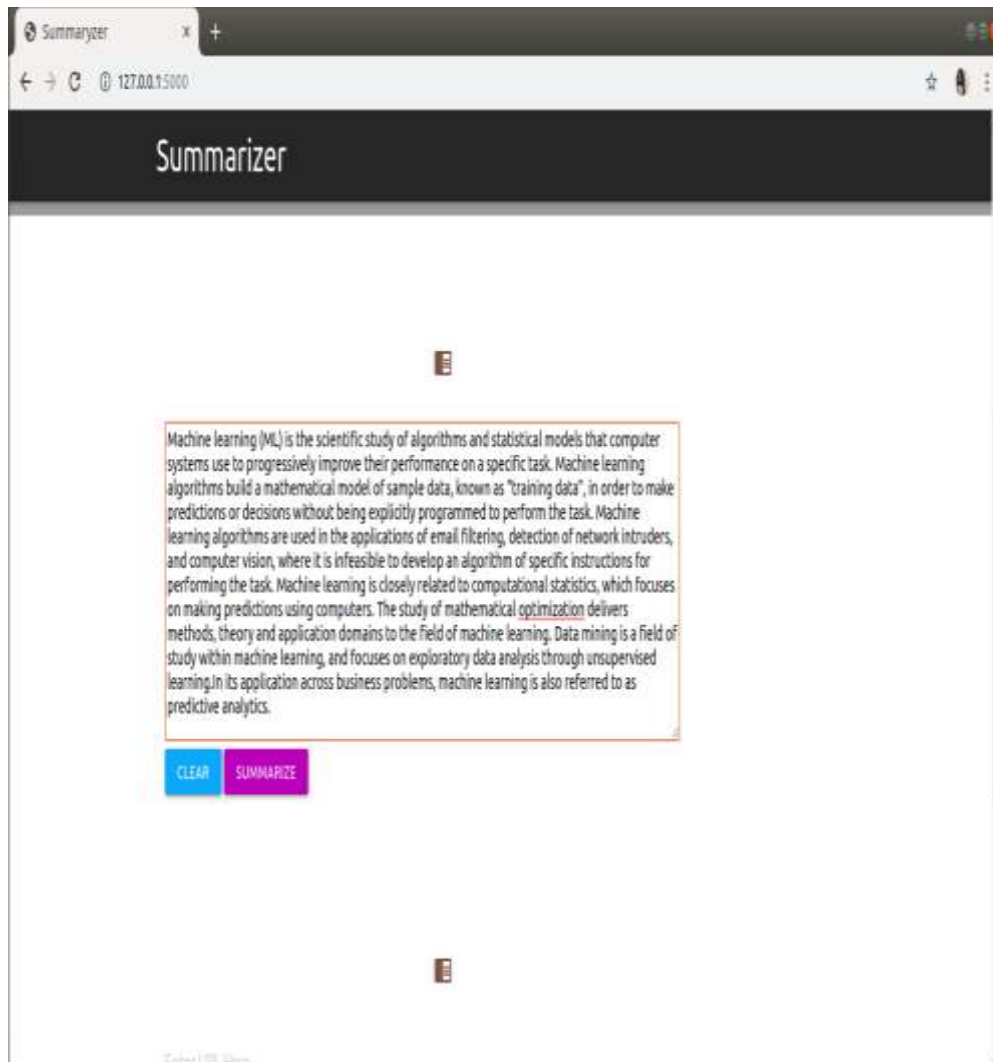 Summaryzer
127.0.0.1:5000
Summarizer
Machine learning (ML) is the scientific study of algorithms and statistical models that computer
systems use to progressively improve their performance on a specific task. Machine learning
algorithms build a mathematical model of sample data, known as "training data", in order to make
predictions or decisions without being explicitly programmed to perform the task. Machine
learning algorithms are used in the applications of email filtering, detection of network intruders,
and computer vision, where it is infeasible to develop an algorithm of specific instructions for
performing the task. Machine learning is closely related to computational statistics, which focuses
on making predictions using computers. The study of mathematical optimization delivers
methods, theory and application domains to the field of machine learning. Data mining is a field of
study within machine learning, and focuses on exploratory data analysis through unsupervised
learning.In its application across business problems, machine learning is also referred to as
predictive analytics.
CLEAR SUMMARIZE